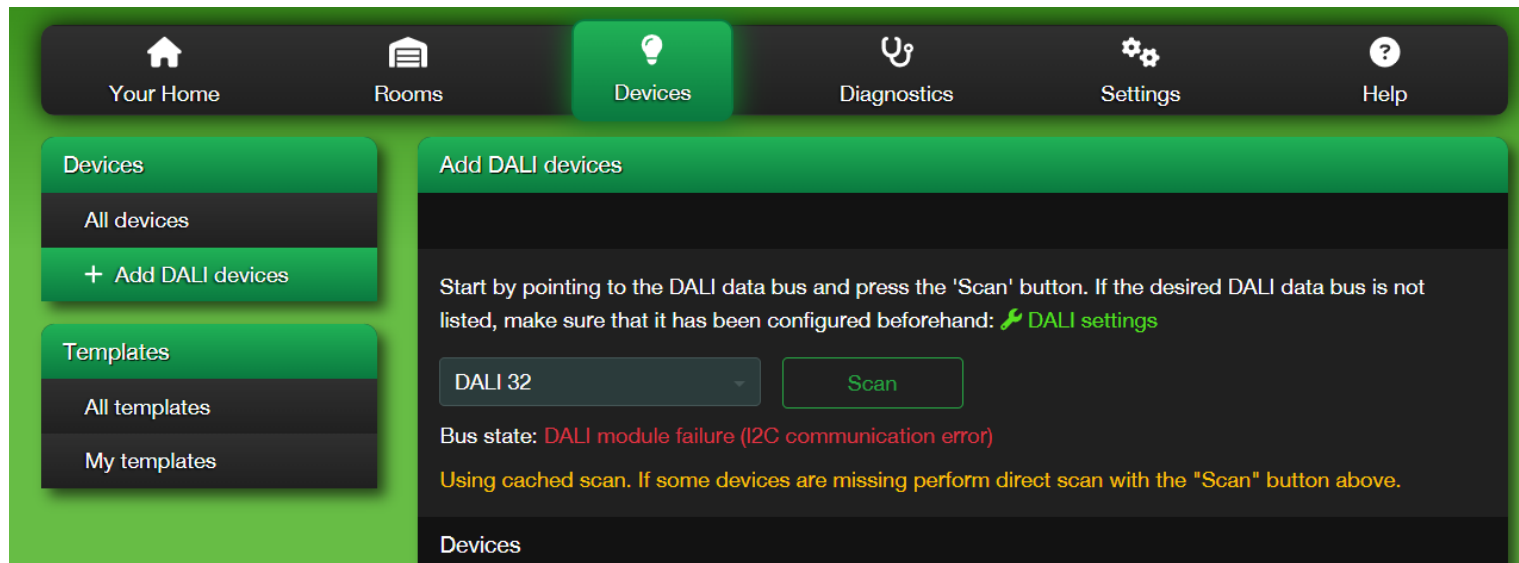 Your Home
Rooms
Devices
Diagnostics
Settings
? Help
Devices
All devices
+ Add DALI devices
Templates
All templates
My templates
Add DALI devices
Start by pointing to the DALI data bus and press the 'Scan' button. If the desired DALI data bus is not
listed, make sure that it has been configured beforehand: DALI settings
DALI 32
Scan
Bus state: DALI module failure (I2C communication error)
Using cached scan. If some devices are missing perform direct scan with the "Scan" button above.
Devices